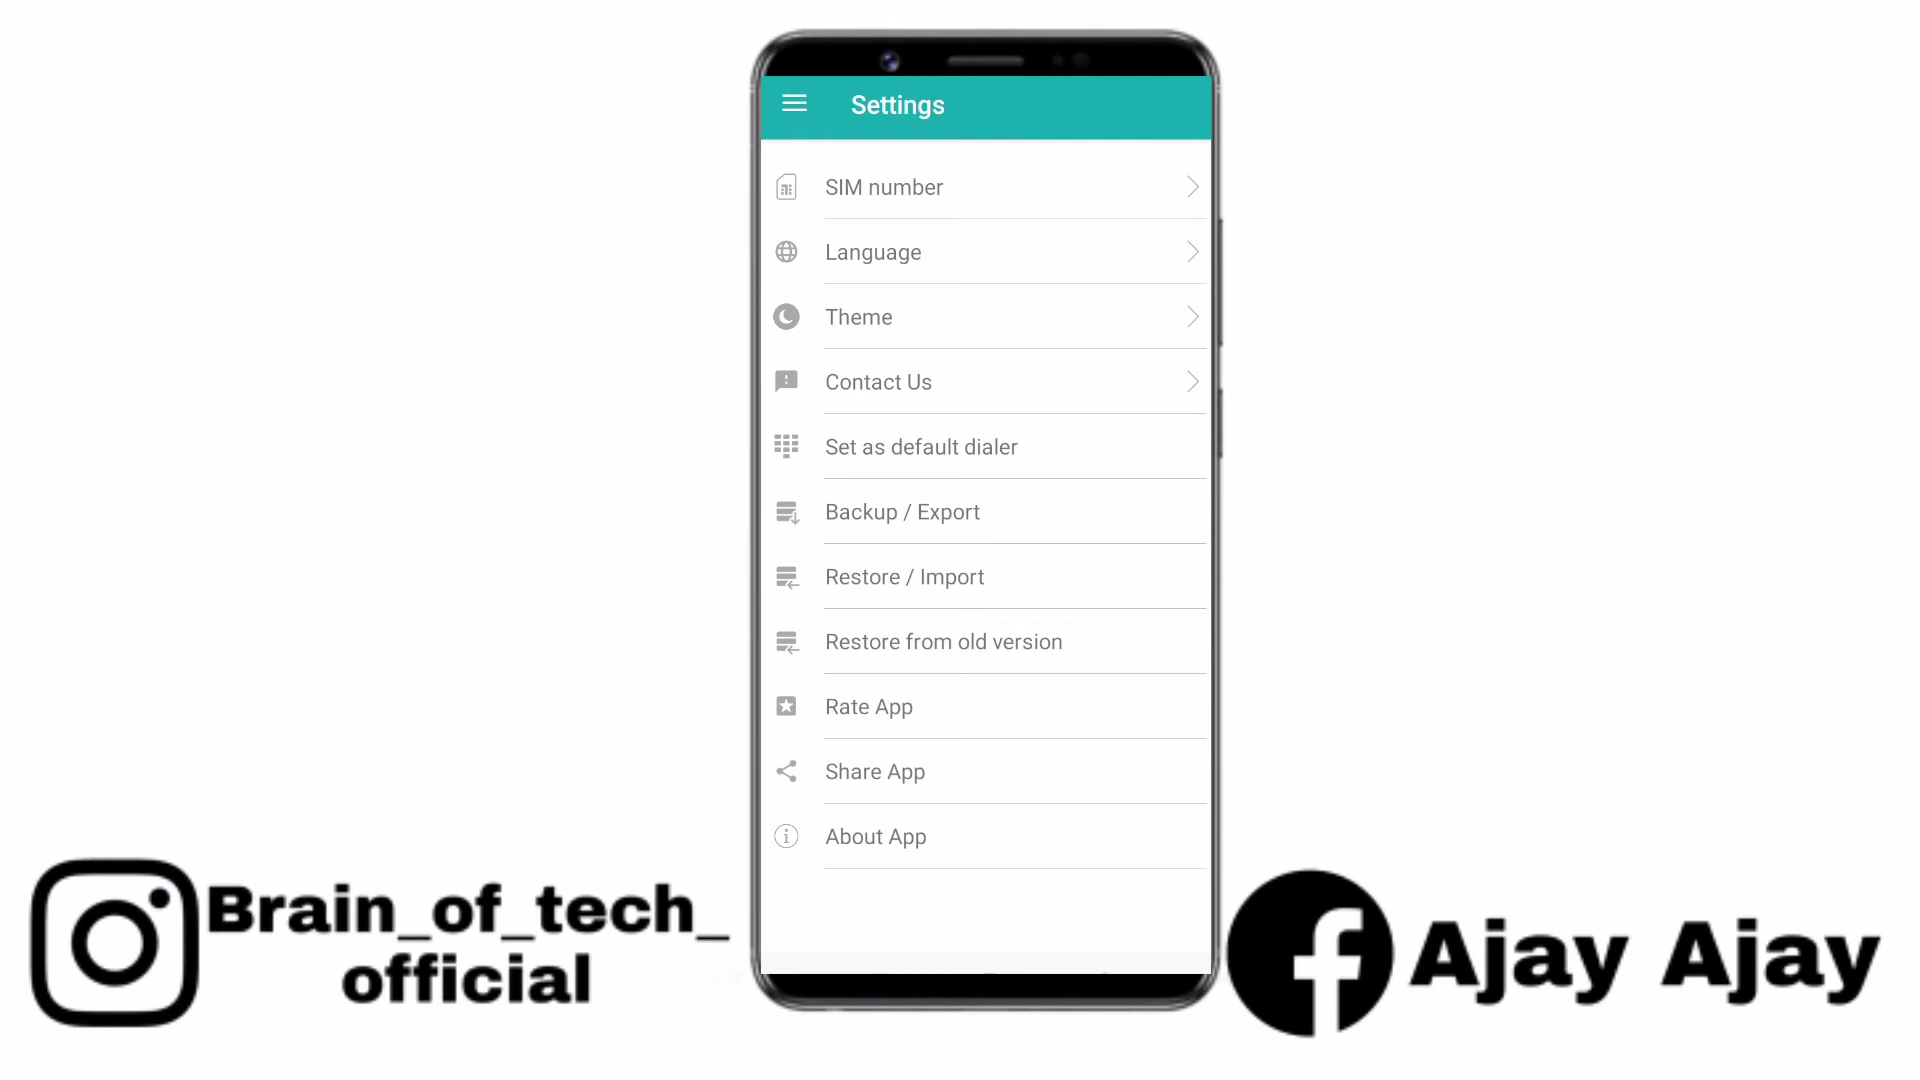 Settings
SIM number
Language
Theme
Contact Us
Set as default dialer
Backup / Export
Restore / Import
Restore from old version
Rate App
Share App
About App
Brain_of_tech_
official
Ajay Ajay